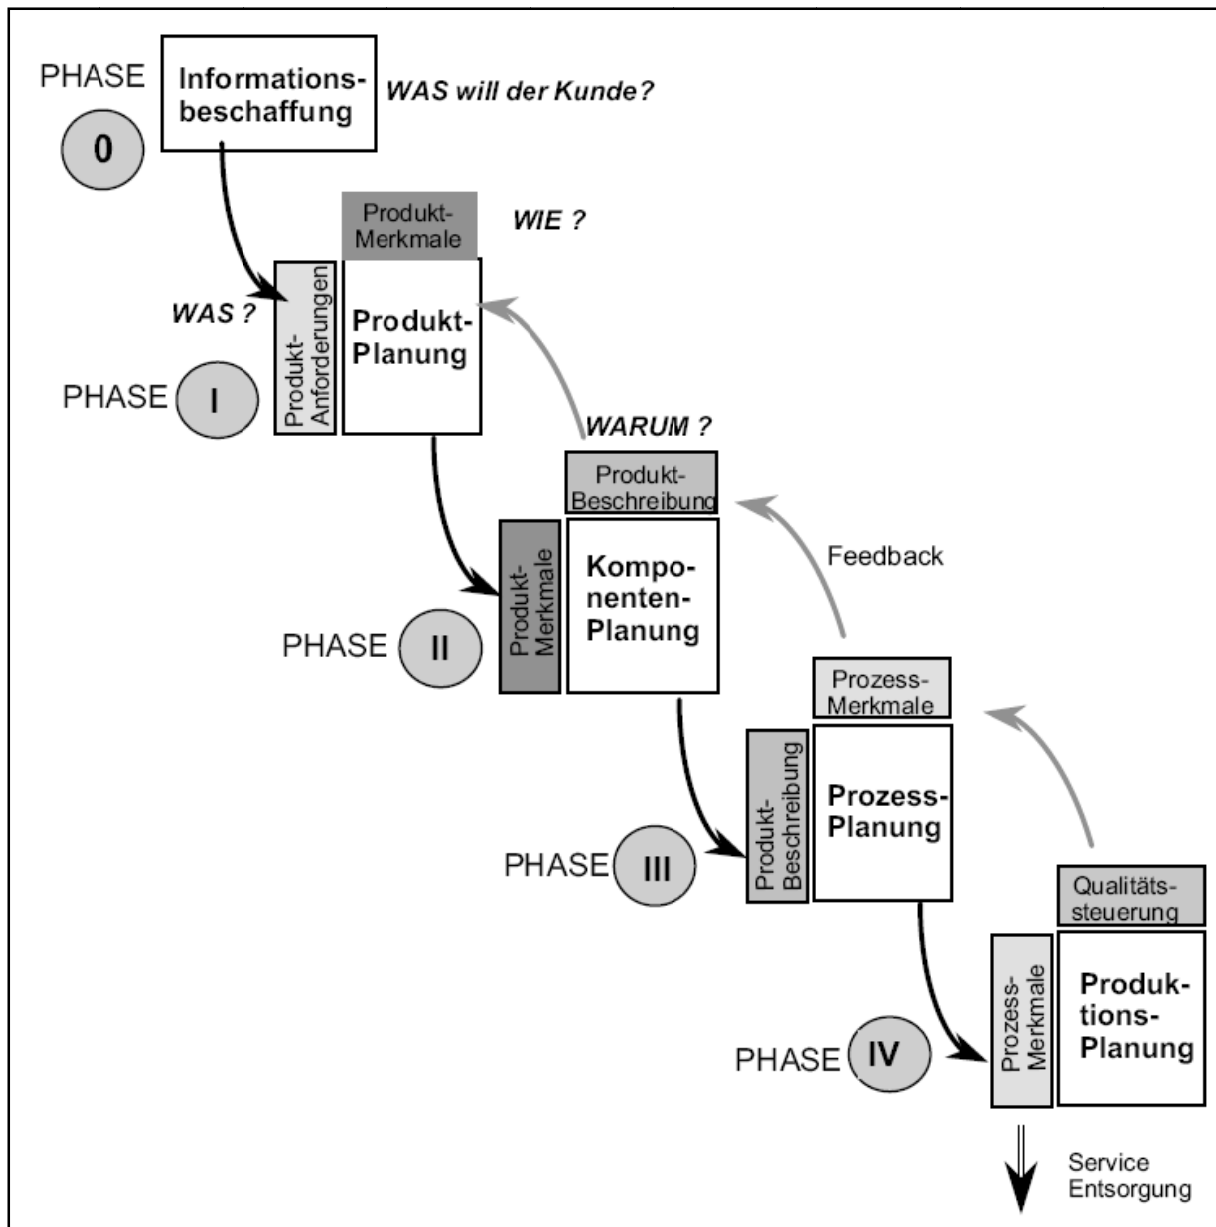 PHASE
0
Informations-
beschaffung
WAS will der Kunde?
Produkt-
Merkmale
WIE ?
WAS ?
Produkt-
Anforderungen
Produkt-
Planung
PHASE
I
WARUM ?
Produkt-
Beschreibung
Produkt-
Merkmale
Kompo-
nenten-
Planung
Feedback
PHASE
II
Prozess-
Merkmale
Produkt-
Beschreibung
Prozess-
Planung
PHASE
III
Qualitäts-
steuerung
Prozess-
Merkmale
Produk-
tions-
Planung
PHASE
IV
Service
Entsorgung